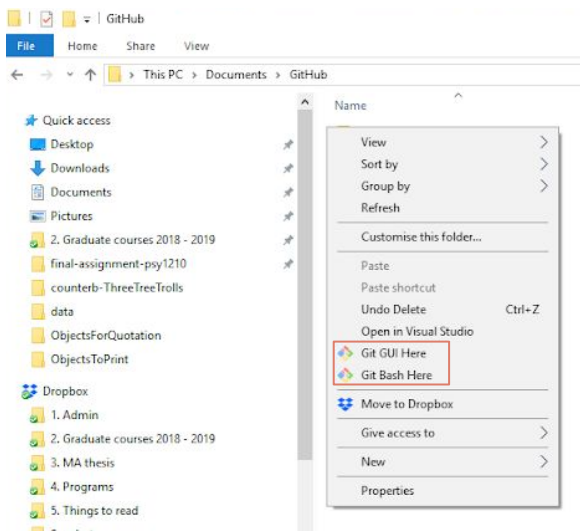 GitHub
File Home Share View
This PC > Documents > GitHub
Name
Quick access
Desktop
Downloads
Documents
Pictures
2. Graduate courses 2018 - 2019
final-assignment-psy1210
counterb-ThreeTreeTrolls
data
ObjectsForQuotation
ObjectsToPrint
Dropbox
1. Admin
2. Graduate courses 2018 - 2019
3. MA thesis
4. Programs
5. Things to read
View
Sort by
Group by
Refresh
Customise this folder...
Paste
Paste shortcut
Undo Delete Ctrl+Z
Open in Visual Studio
Git GUI Here
Git Bash Here
Move to Dropbox
Give access to
New
Properties